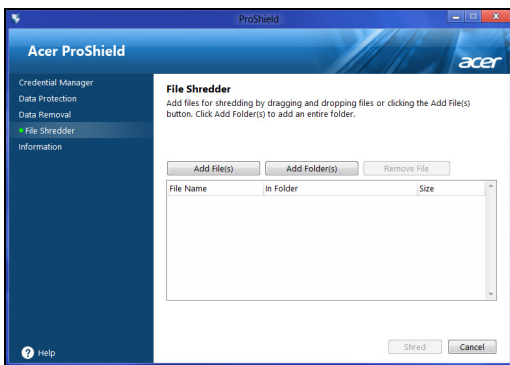 ProShield
Acer ProShield
acer
Credential Manager
Data Protection
Data Removal
File Shredder
Information
File Shredder
Add files for shredding by dragging and dropping files or clicking the Add File(s)
button. Click Add Folder(s) to add an entire folder.
Add File(s) Add Folder(s) Remove File
File Name In Folder Size
Shred Cancel
? Help